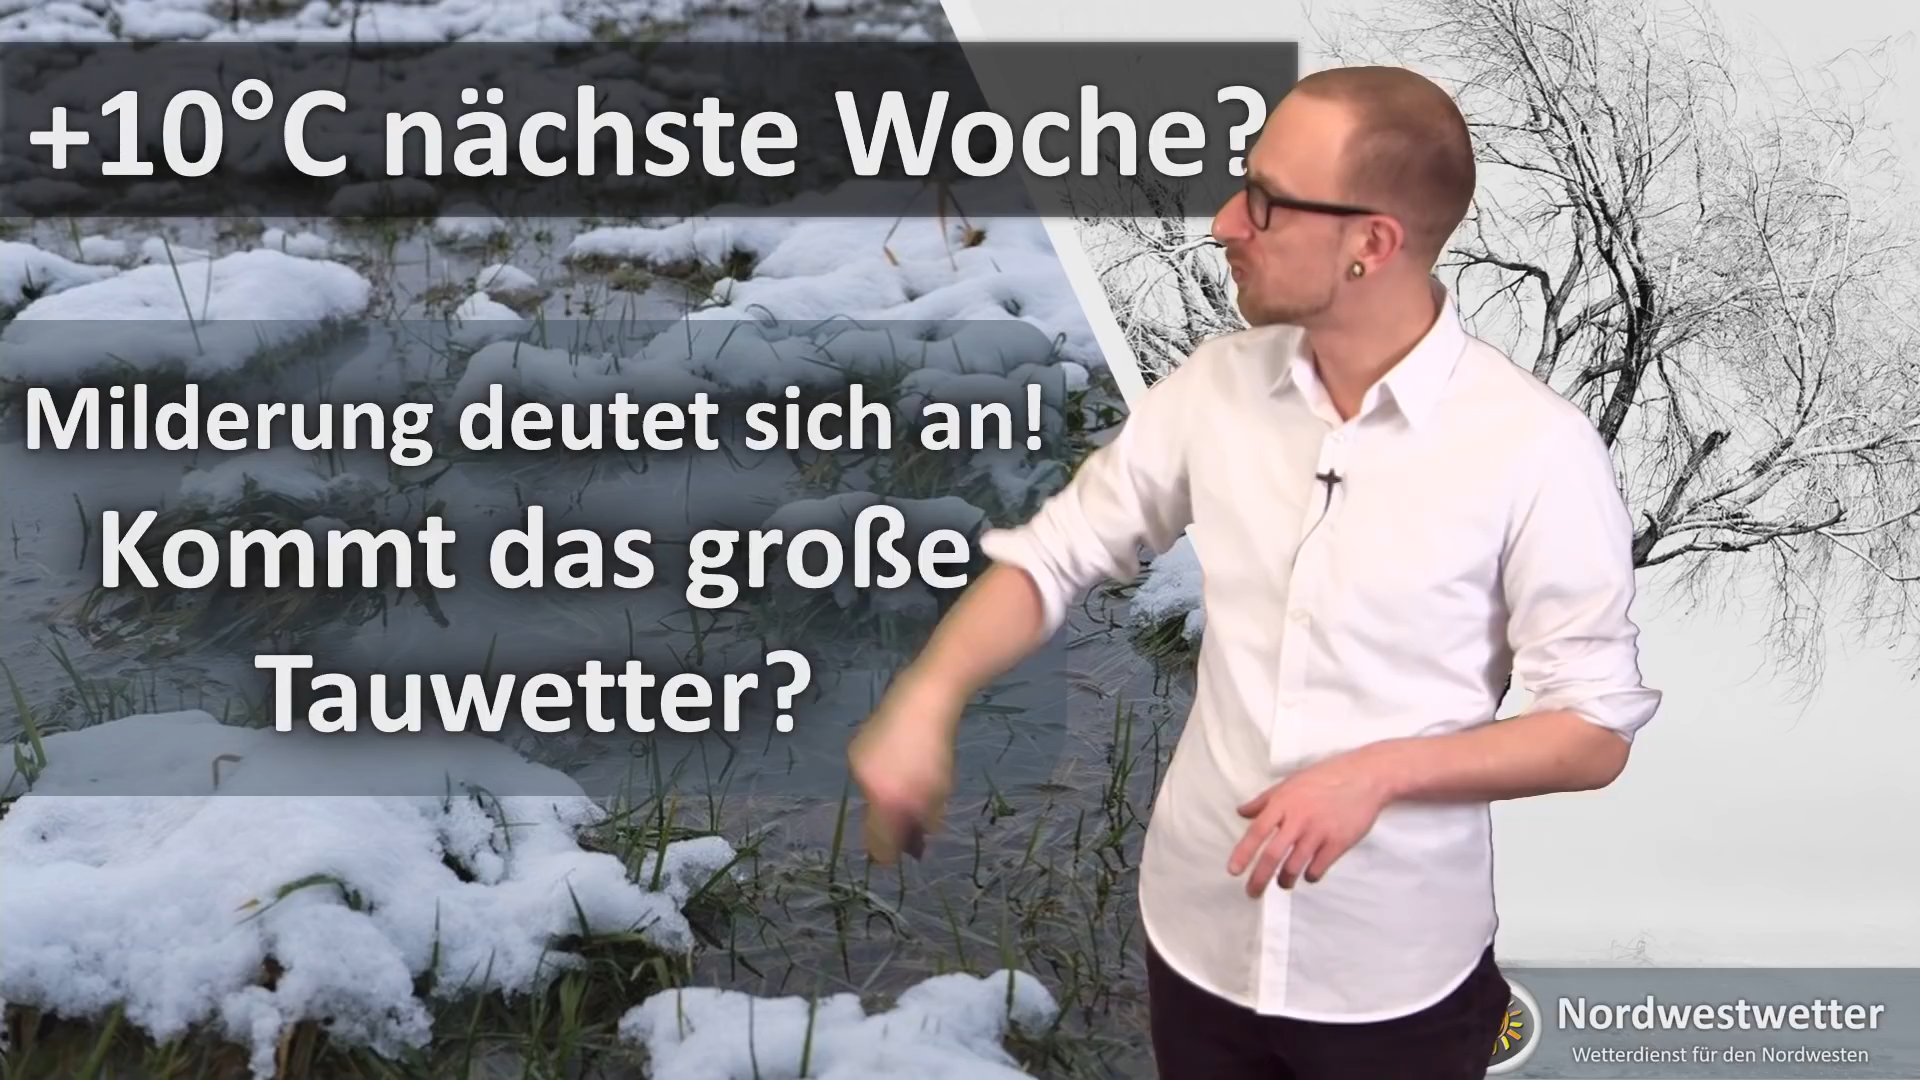 +10°C nächste Woche?
Milderung deutet sich an!
Kommt das große
Tauwetter?
Nordwestwetter
Wetterdienst für den Nordwesten